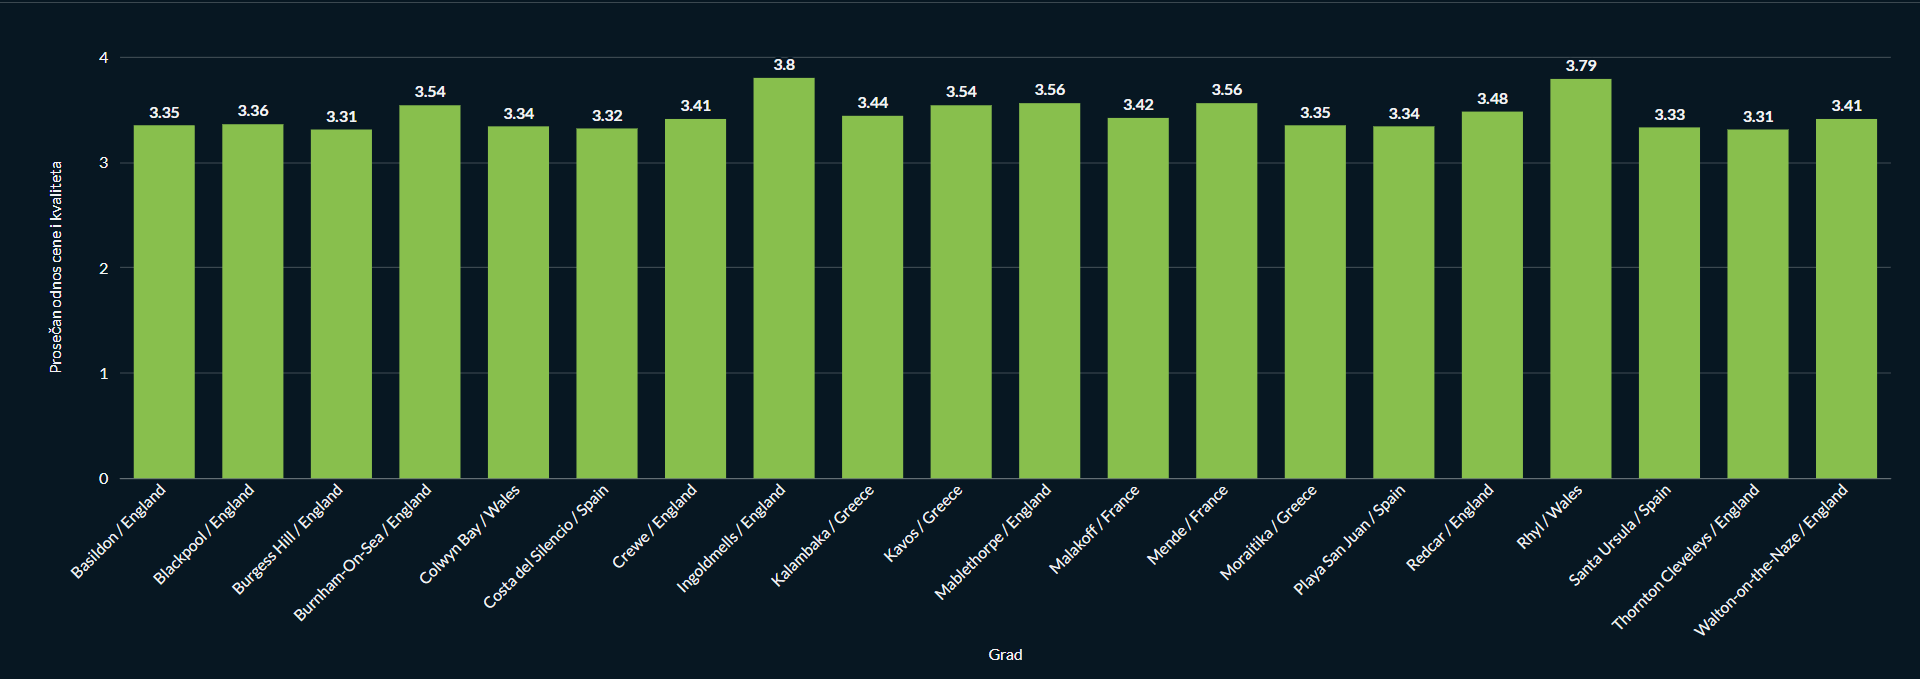 Prosečan odnos cene i kvaliteta
4
3
2
1
0
3.35
3.36
3.31
3.54
3.34
3.32
3.41
3.8
3.44
3.54
3.56
3.42
3.56
3.35
3.34
3.48
3.79
3.33
3.31
3.41
Basildon / England
Blackpool / England
Burgess Hill / England
Burnham-On-Sea / England
Colwyn Bay / Wales
Costa del Silencio / Spain
Crewe / England
Ingoldmells / England
Kalambaka / Greece
Kavos / Greece
Mablethorpe / England
Malakoff / France
Mende / France
Moraitika / Greece
Playa San Juan / Spain
Redcar / England
Rhyl / Wales
Santa Ursula / Spain
Thornton Cleveleys / England
Walton-on-the-Naze / England
Grad